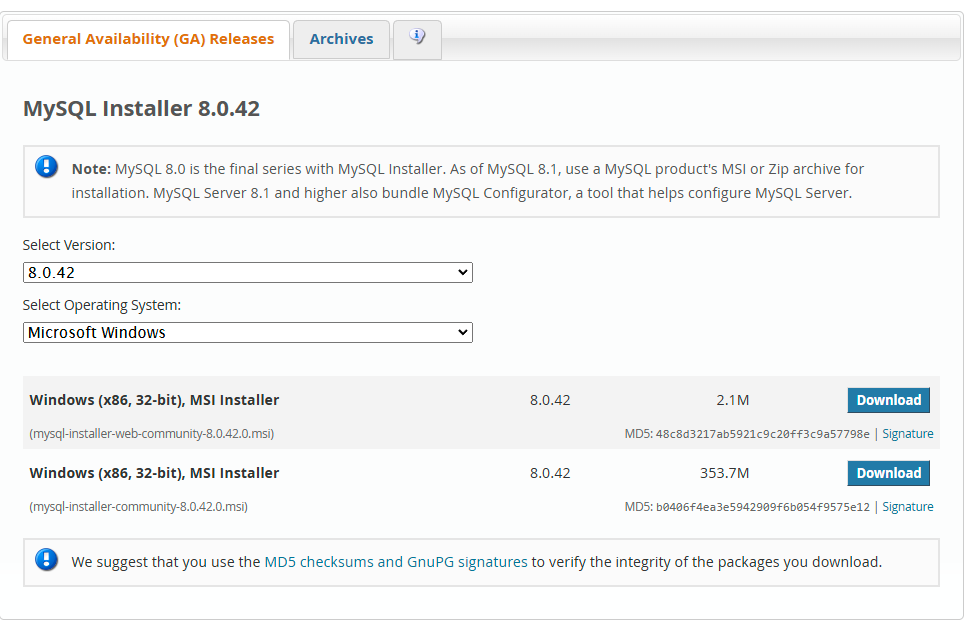 General Availability (GA) Releases
Archives
MySQL Installer 8.0.42
Note: MySQL 8.0 is the final series with MySQL Installer. As of MySQL 8.1, use a MySQL product's MSI or Zip archive for
installation. MySQL Server 8.1 and higher also bundle MySQL Configurator, a tool that helps configure MySQL Server.
Select Version:
8.0.42
Select Operating System:
Microsoft Windows
Windows (x86, 32-bit), MSI Installer 8.0.42 2.1M Download
(mysql-installer-web-community-8.0.42.0.msi) MD5: 48c8d3217ab5921c9c20ff3c9a57798e | Signature
Windows (x86, 32-bit), MSI Installer 8.0.42 353.7M Download
(mysql-installer-community-8.0.42.0.msi) MD5: b0406f4ea3e5942909f6b054f9575e12 | Signature
We suggest that you use the MD5 checksums and GnuPG signatures to verify the integrity of the packages you download.